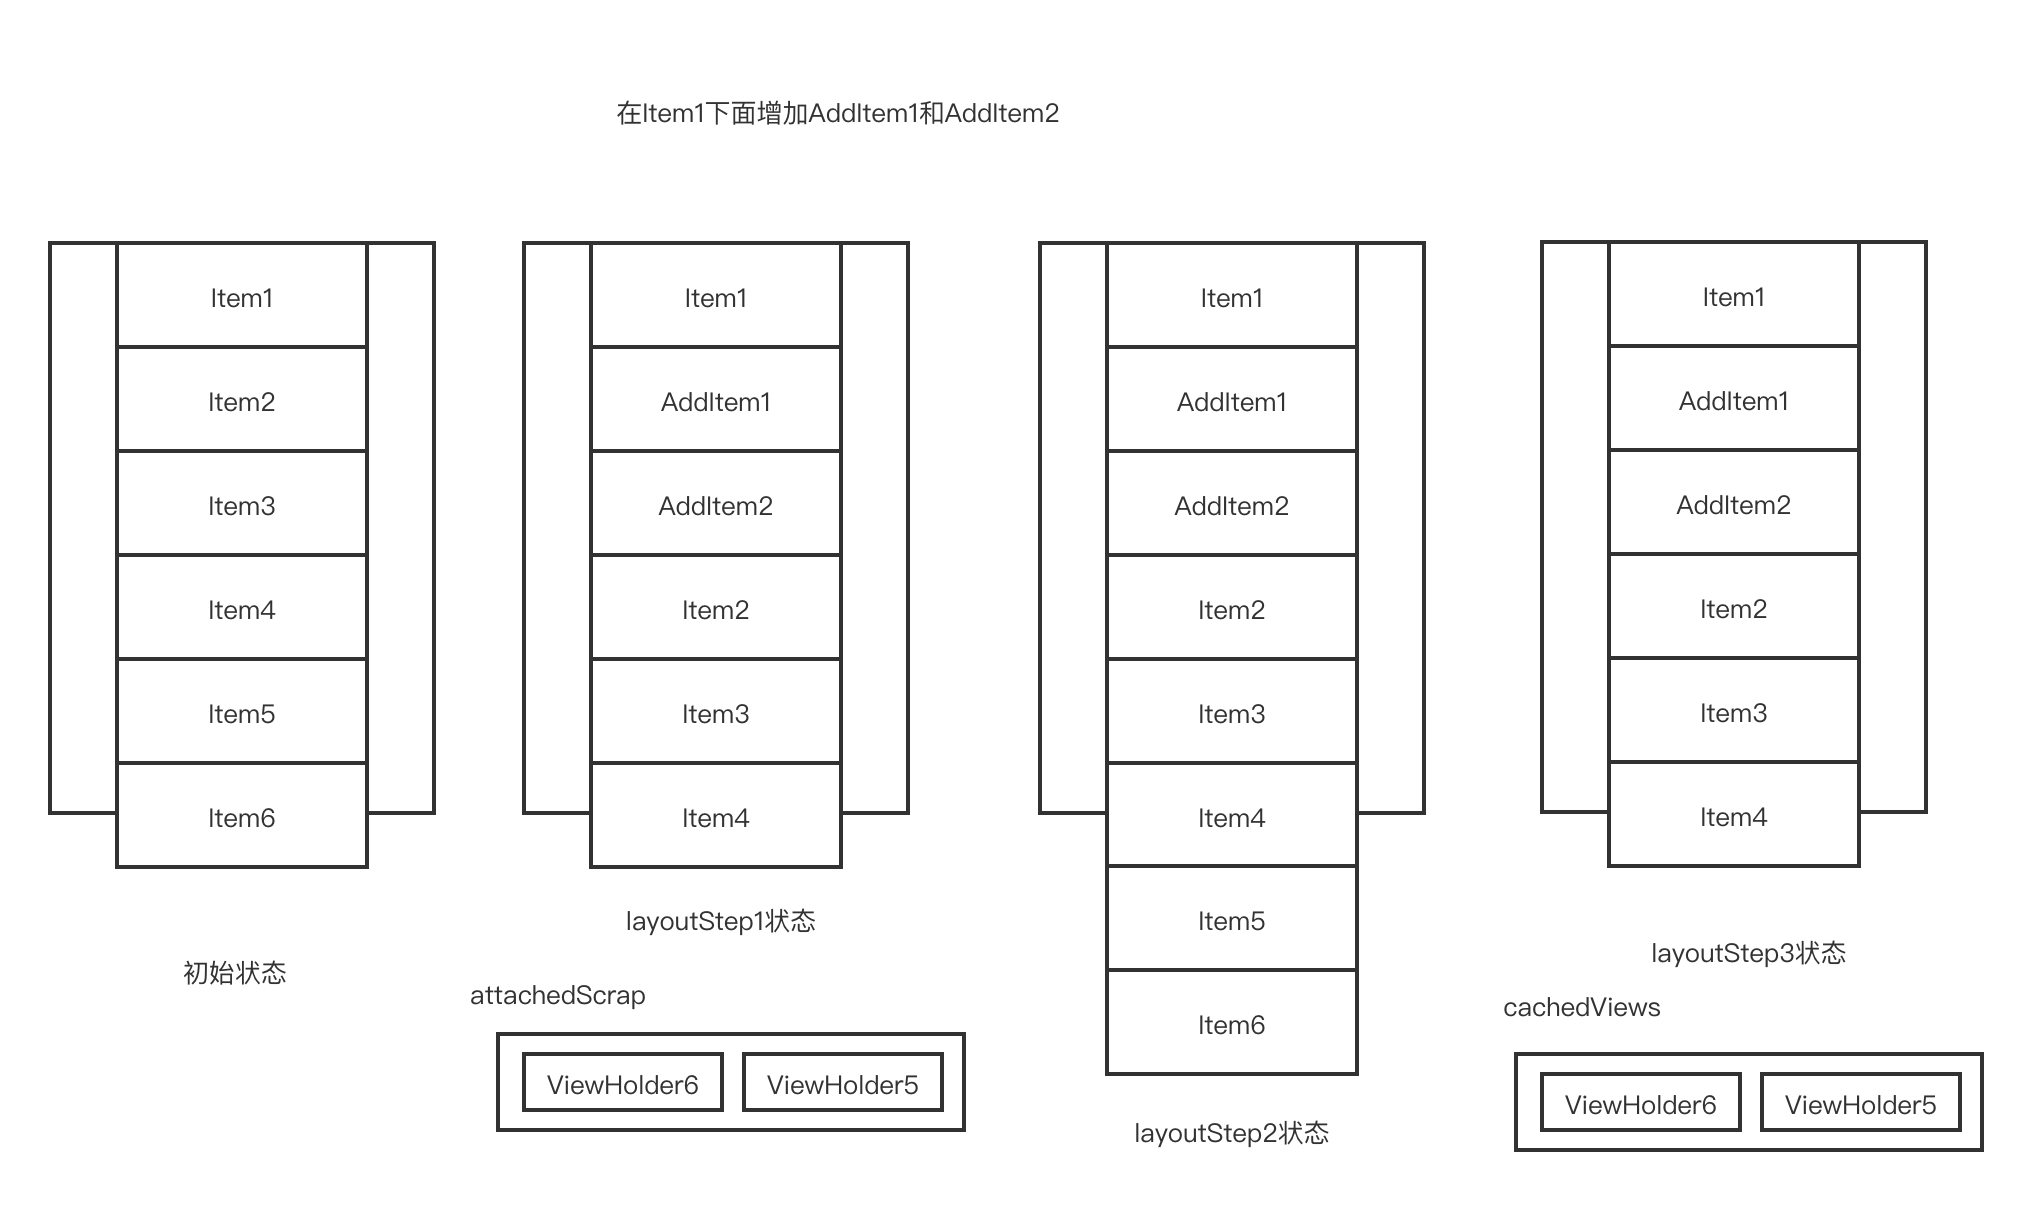 在Item1下面增加AddItem1和AddItem2
Item1
Item2
Item3
Item4
Item5
Item6
初始状态
Item1
AddItem1
AddItem2
Item2
Item3
Item4
layoutStep1状态
attachedScrap
ViewHolder6 ViewHolder5
Item1
AddItem1
AddItem2
Item2
Item3
Item4
Item5
Item6
layoutStep2状态
Item1
AddItem1
AddItem2
Item2
Item3
Item4
layoutStep3状态
cachedViews
ViewHolder6 ViewHolder5